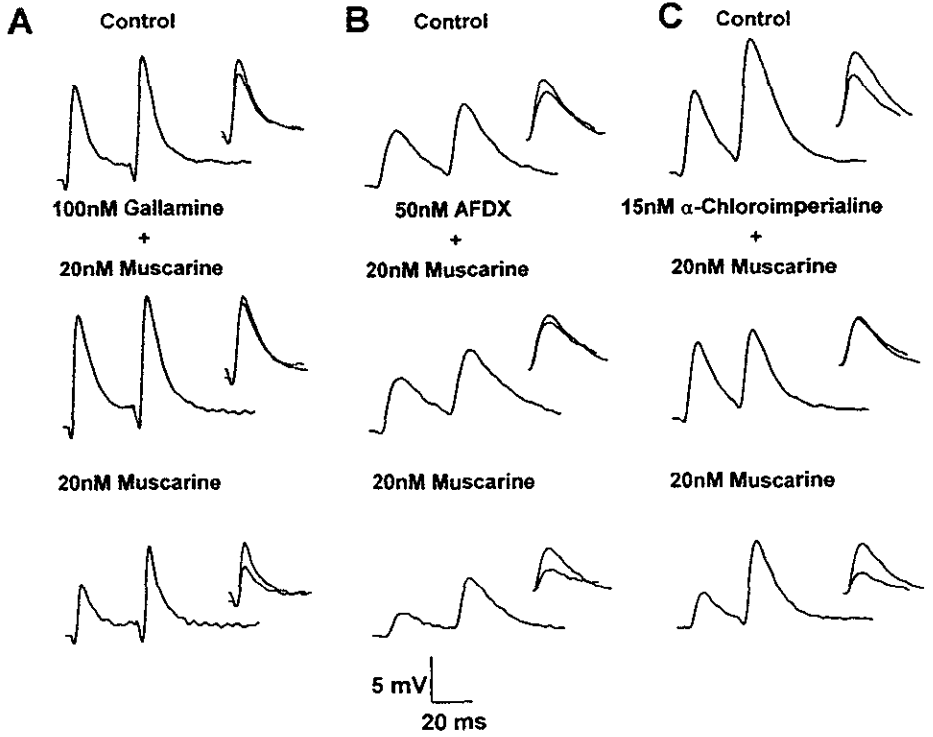 A Control
B Control
C Control
100nM Gallamine
+
20nM Muscarine
50nM AFDX
+
20nM Muscarine
15nM α-Chloroimperialine
+
20nM Muscarine
20nM Muscarine
20nM Muscarine
20nM Muscarine
5 mV
20 ms